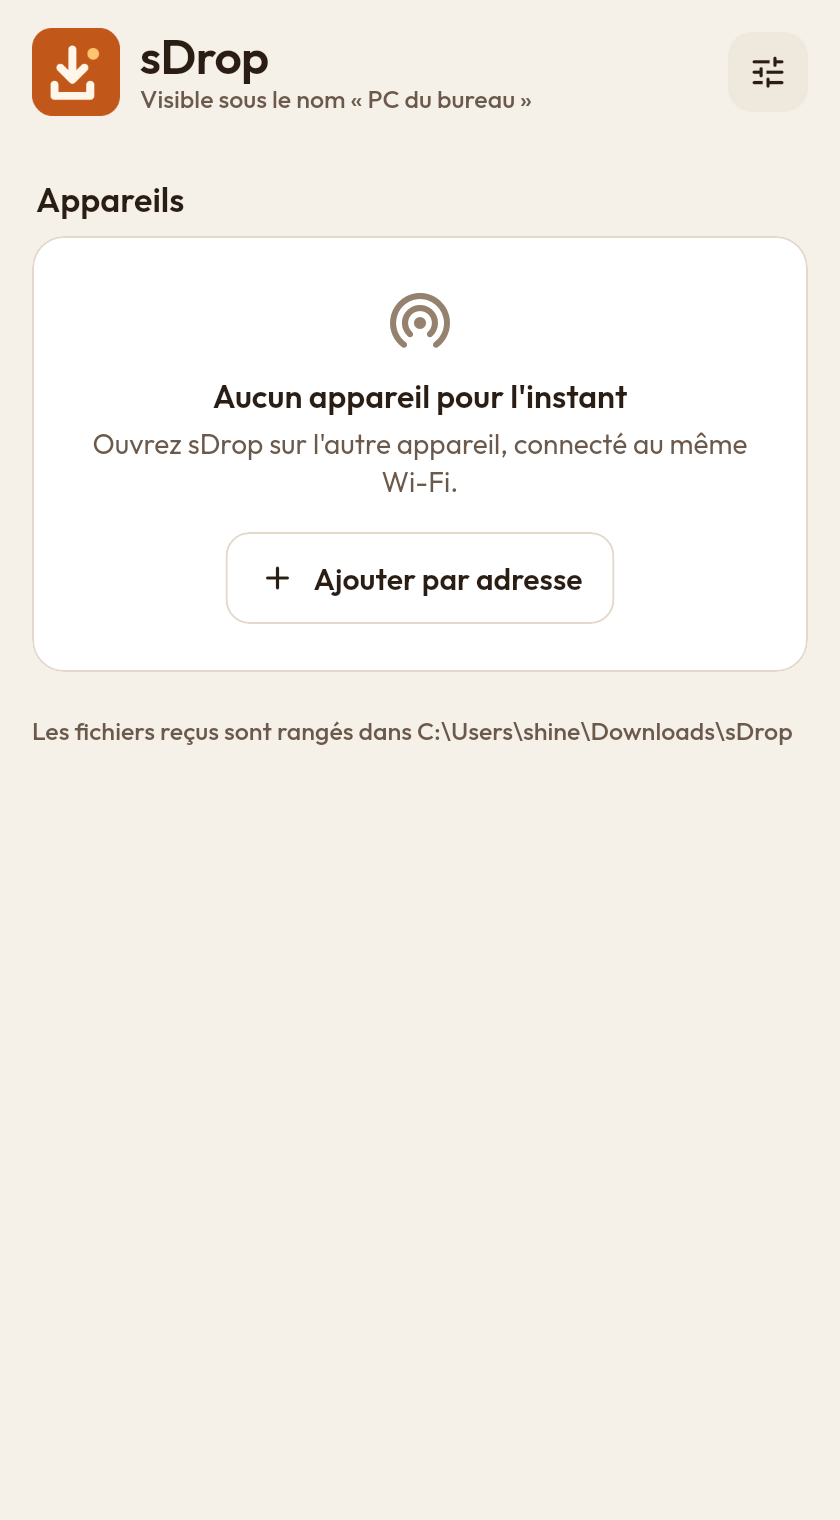 sDrop
Visible sous le nom « PC du bureau »
Appareils
Aucun appareil pour l'instant
Ouvrez sDrop sur l'autre appareil, connecté au même
Wi-Fi.
Ajouter par adresse
Les fichiers reçus sont rangés dans C:\Users\shine\Downloads\sDrop